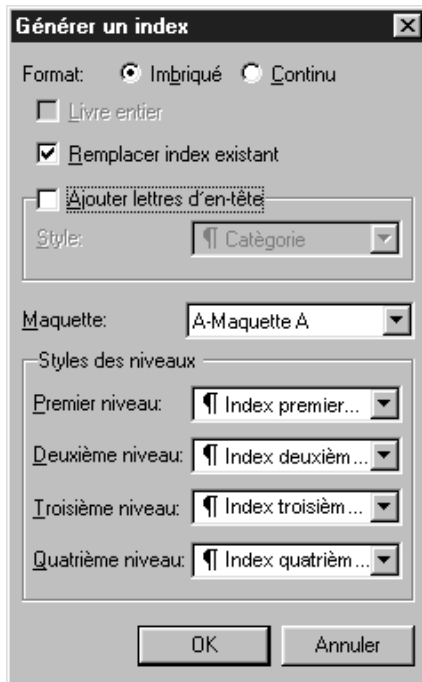 Générer un index
Format: Imbriqué Continu
Livre entier
Remplacer index existant
Ajouter lettres d'en-tête
Style: ¶ Catègorie
Maquette: A-Maquette A
Styles des niveaux
Premier niveau: ¶ Index premier...
Deuxième niveau: ¶ Index deuxièm...
Troisième niveau: ¶ Index troisièm...
Quatrième niveau: ¶ Index quatrièm...
OK Annuler